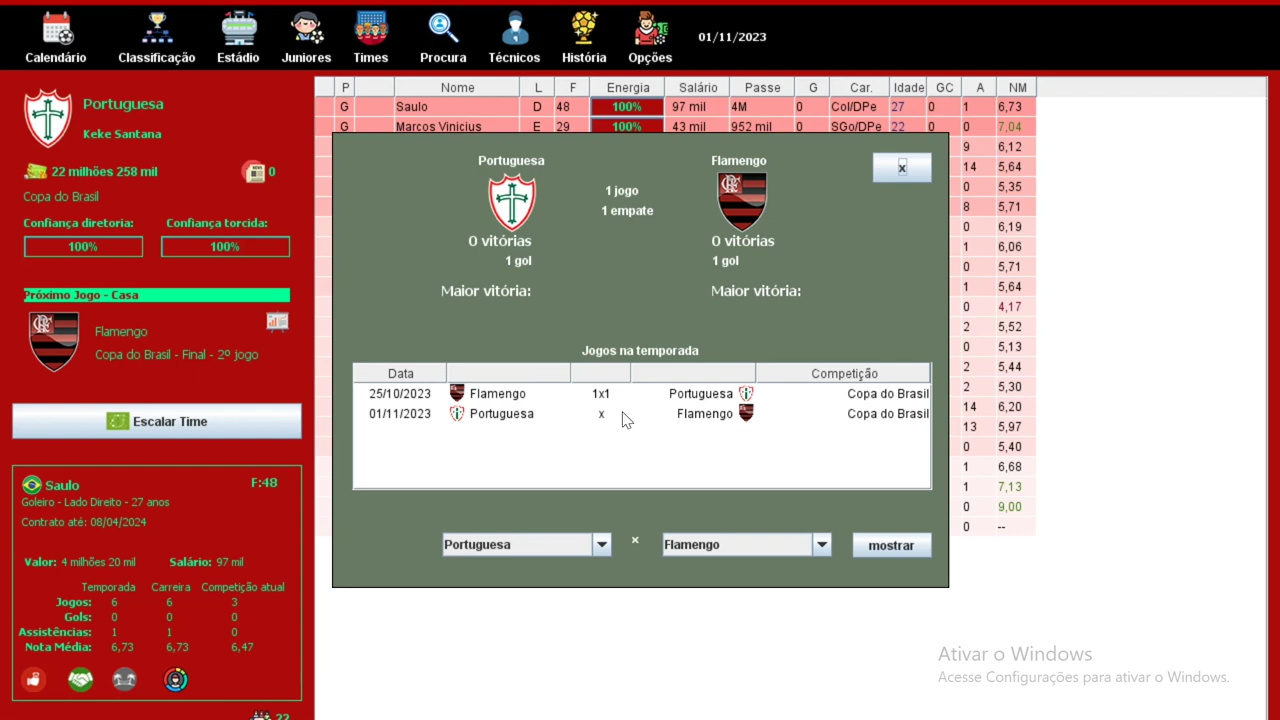 Calendário Classificação Estádio Juniores Times Procura Técnicos História Opções 01/11/2023
Portuguesa
Keke Santana
22 milhões 258 mil 0
Copa do Brasil
Confiança diretoria: Confiança torcida:
100% 100%
Próximo Jogo - Casa
Flamengo
Copa do Brasil - Final - 2º jogo
Escalar Time
Saulo F:48
Goleiro - Lado Direito - 27 anos
Contrato até: 08/04/2024
Valor: 4 milhões 20 mil Salário: 97 mil
Temporada Carreira Competição atual
Jogos: 6 6 3
Gols: 0 0 0
Assistências: 1 1 0
Nota Média: 6,73 6,73 6,47
22
P Nome L F Energia Salário Passe G Car. Idade GC A NM
G Saulo D 48 100% 97 mil 4M 0 Col/DPe 27 0 1 6,73
G Marcos Vinicius E 29 100% 43 mil 952 mil 0 SGo/DPe 22 0 0 7,04
9 6,12
14 5,64
0 5,35
8 5,71
0 6,19
1 6,06
0 5,71
1 5,64
0 4,17
2 5,52
0 5,13
2 5,44
2 5,30
14 6,20
13 5,97
0 5,40
1 6,68
1 7,13
0 9,00
0 --
Portuguesa Flamengo x
1 jogo
1 empate
0 vitórias 0 vitórias
1 gol 1 gol
Maior vitória: Maior vitória:
Jogos na temporada
Data Competição
25/10/2023 Flamengo 1x1 Portuguesa Copa do Brasil
01/11/2023 Portuguesa x Flamengo Copa do Brasil
Portuguesa × Flamengo mostrar
Ativar o Windows
Acesse Configurações para ativar o Windows.